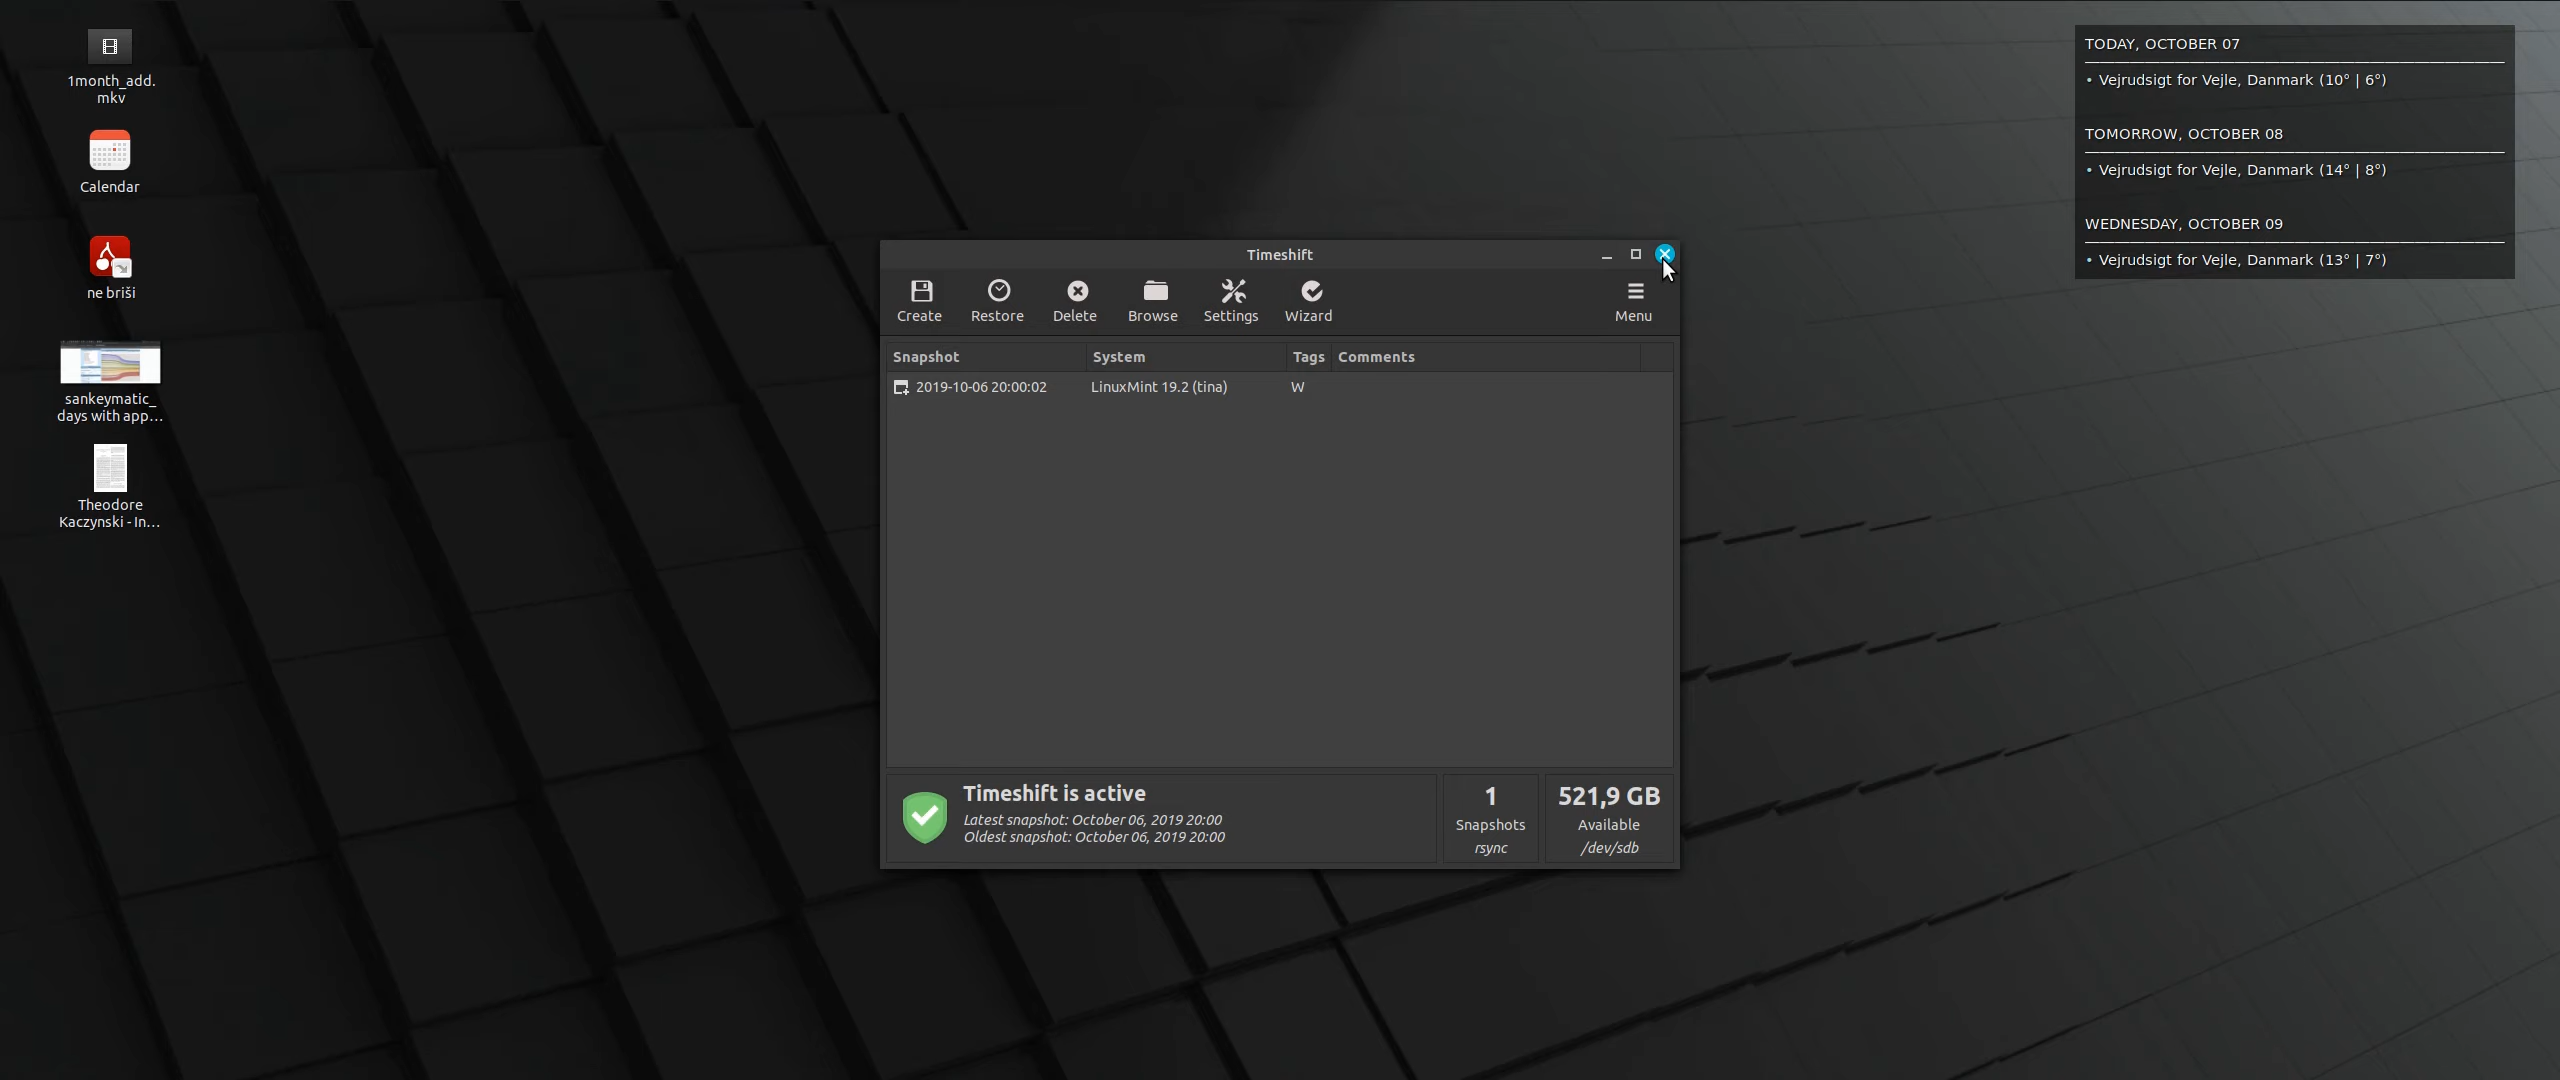 1month_add.
mkv
Calendar
ne briši
sankeymatic_
days with app...
Theodore
Kaczynski - In...
Timeshift
Create
Restore
Delete
Browse
Settings
Wizard
Menu
Snapshot
System
Tags
Comments
2019-10-06 20:00:02
LinuxMint 19.2 (tina)
W
Timeshift is active
Latest snapshot: October 06, 2019 20:00
Oldest snapshot: October 06, 2019 20:00
1
Snapshots
rsync
521,9 GB
Available
/dev/sdb
TODAY, OCTOBER 07
• Vejrudsigt for Vejle, Danmark (10° | 6°)
TOMORROW, OCTOBER 08
• Vejrudsigt for Vejle, Danmark (14° | 8°)
WEDNESDAY, OCTOBER 09
• Vejrudsigt for Vejle, Danmark (13° | 7°)